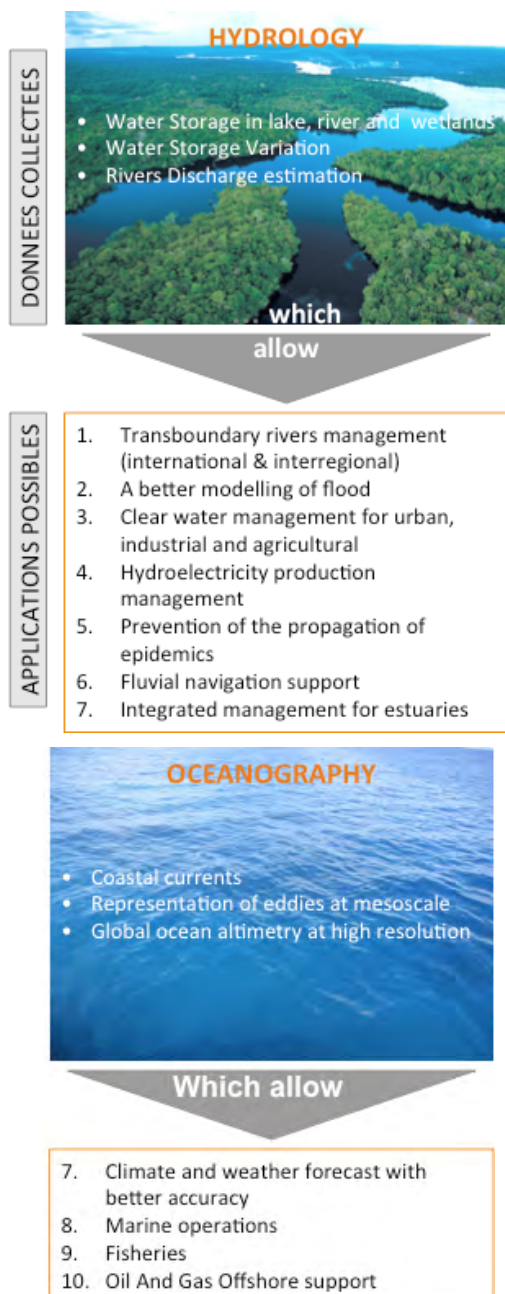 DONNEES COLLECTEES
HYDROLOGY
• Water Storage in lake, river and wetlands
• Water Storage Variation
• Rivers Discharge estimation
which
allow
APPLICATIONS POSSIBLES
1. Transboundary rivers management
(international & interregional)
2. A better modelling of flood
3. Clear water management for urban,
industrial and agricultural
4. Hydroelectricity production
management
5. Prevention of the propagation of
epidemics
6. Fluvial navigation support
7. Integrated management for estuaries
OCEANOGRAPHY
• Coastal currents
• Representation of eddies at mesoscale
• Global ocean altimetry at high resolution
Which allow
7. Climate and weather forecast with
better accuracy
8. Marine operations
9. Fisheries
10. Oil And Gas Offshore support